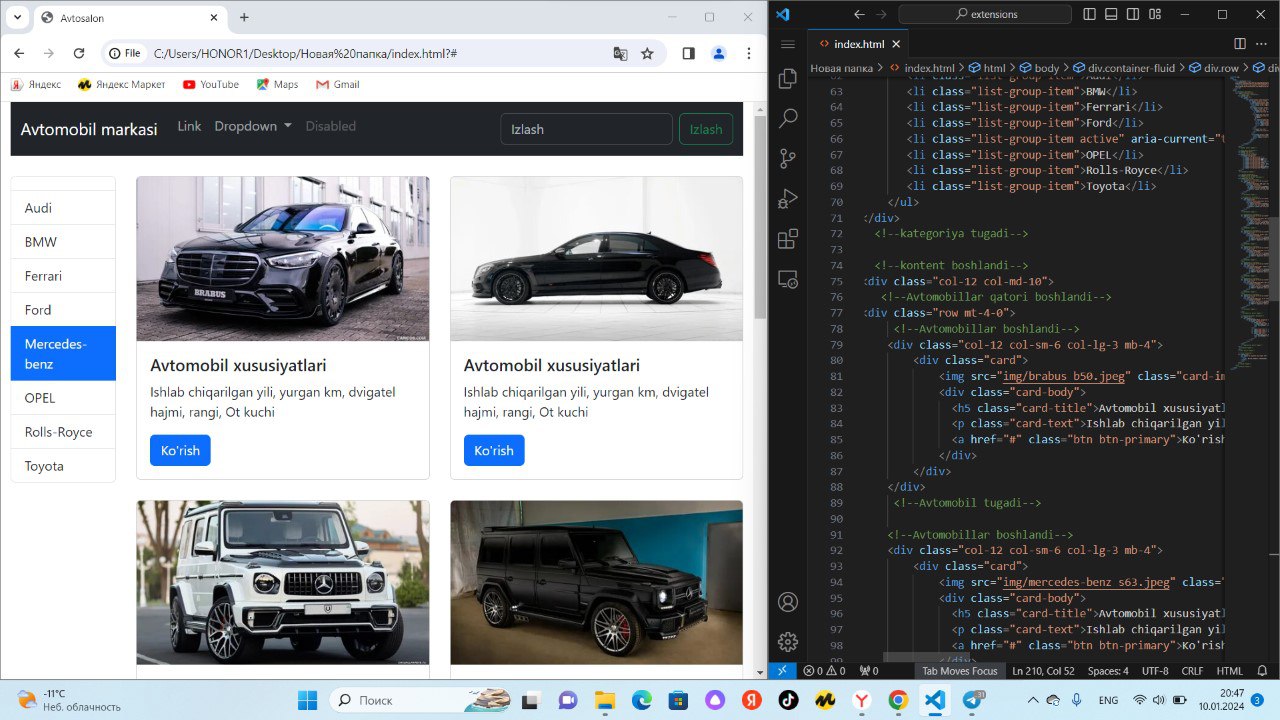 Avtosalon
File C:/Users/HONOR/Desktop/Новая%20папка/index.html?#
Яндекс Яндекс Маркет YouTube Maps Gmail
Avtomobil markasi Link Dropdown Disabled Izlash Izlash
Audi
BMW
Ferrari
Ford
Mercedes-
benz
OPEL
Rolls-Royce
Toyota
BRABUS
CARPIXX.COM
Avtomobil xususiyatlari
Ishlab chiqarilgan yili, yurgan km, dvigatel
hajmi, rangi, Ot kuchi
Ko'rish
Avtomobil xususiyatlari
Ishlab chiqarilgan yili, yurgan km, dvigatel
hajmi, rangi, Ot kuchi
Ko'rish
extensions
index.html
Новая папка > index.html > html > body > div.container-fluid > div.row > div
63 <li class="list-group-item">BMW</li>
64 <li class="list-group-item">Ferrari</li>
65 <li class="list-group-item">Ford</li>
66 <li class="list-group-item active" aria-current="t
67 <li class="list-group-item">OPEL</li>
68 <li class="list-group-item">Rolls-Royce</li>
69 <li class="list-group-item">Toyota</li>
70 </ul>
71 </div>
72 <!--kategoriya tugadi-->
73
74 <!--kontent boshlandi-->
75 <div class="col-12 col-md-10">
76 <!--Avtomobillar qatori boshlandi-->
77 <div class="row mt-4-0">
78 <!--Avtomobillar boshlandi-->
79 <div class="col-12 col-sm-6 col-lg-3 mb-4">
80 <div class="card">
81 <img src="img/brabus b50.jpeg" class="card-im
82 <div class="card-body">
83 <h5 class="card-title">Avtomobil xususiyatl
84 <p class="card-text">Ishlab chiqarilgan yil
85 <a href="#" class="btn btn-primary">Ko'rish
86 </div>
87 </div>
88 </div>
89 <!--Avtomobil tugadi-->
90
91 <!--Avtomobillar boshlandi-->
92 <div class="col-12 col-sm-6 col-lg-3 mb-4">
93 <div class="card">
94 <img src="img/mercedes-benz s63.jpeg" class="
95 <div class="card-body">
96 <h5 class="card-title">Avtomobil xususiyatl
97 <p class="card-text">Ishlab chiqarilgan yil
98 <a href="#" class="btn btn-primary">Ko'rish
99 </div>
0 0 0 Tab Moves Focus Ln 210, Col 52 Spaces: 4 UTF-8 CRLF HTML
-11°C
Неб. облачность
Поиск
31
ENG
20:47
10.01.2024
3